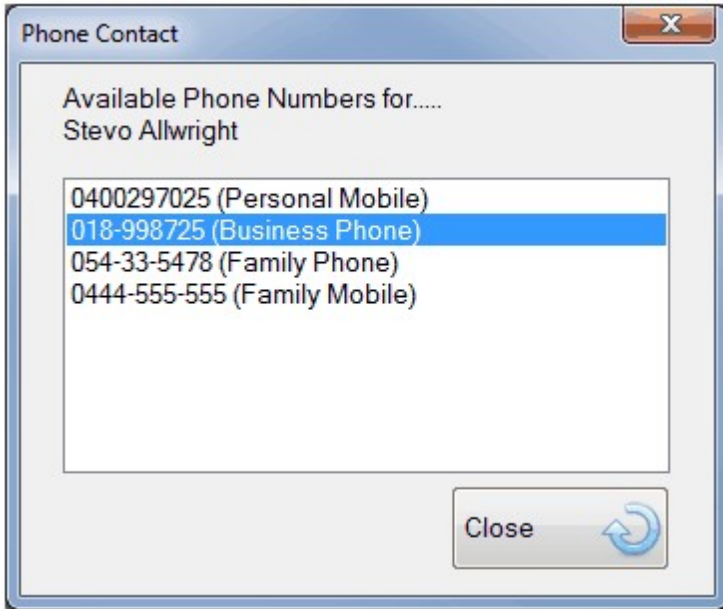 Phone Contact
Available Phone Numbers for.....
Stevo Allwright
0400297025 (Personal Mobile)
018-998725 (Business Phone)
054-33-5478 (Family Phone)
0444-555-555 (Family Mobile)
Close